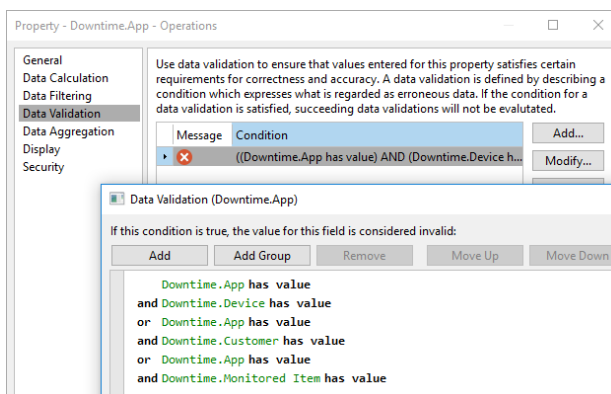 Property - Downtime.App - Operations
General
Data Calculation
Data Filtering
Data Validation
Data Aggregation
Display
Security
Use data validation to ensure that values entered for this property satisfies certain
requirements for correctness and accuracy. A data validation is defined by describing a
condition which expresses what is regarded as erroneous data. If the condition for a
data validation is satisfied, succeeding data validations will not be evalutated.
Message Condition
((Downtime.App has value) AND (Downtime.Device h...
Add...
Modify...
Data Validation (Downtime.App)
If this condition is true, the value for this field is considered invalid:
Add Add Group Remove Move Up Move Down
Downtime.App has value
and Downtime.Device has value
or Downtime.App has value
and Downtime.Customer has value
or Downtime.App has value
and Downtime.Monitored Item has value